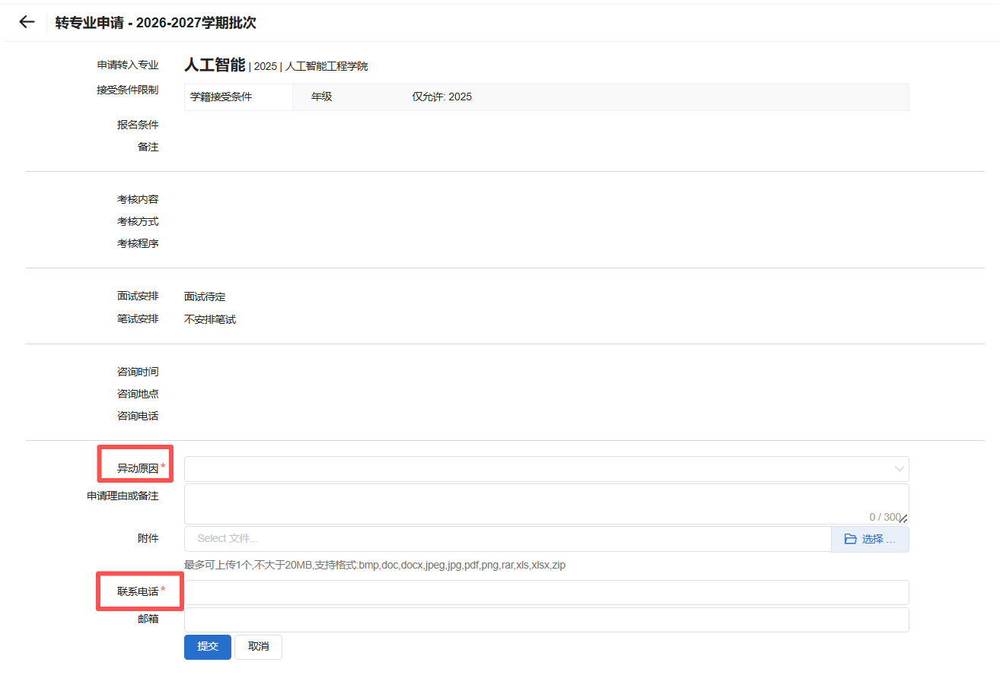 转专业申请 - 2026-2027学期批次
申请转入专业 人工智能 | 2025 | 人工智能工程学院
接受条件限制 学籍接受条件 年级 仅允许: 2025
报名条件
备注
考核内容
考核方式
考核程序
面试安排 面试待定
笔试安排 不安排笔试
咨询时间
咨询地点
咨询电话
异动原因*
申请理由或备注
0 / 300
附件 Select 文件... 选择 ...
最多可上传1个,不大于20MB,支持格式:bmp,doc,docx,jpeg,jpg,pdf,png,rar,xls,xlsx,zip
联系电话*
邮箱
提交 取消